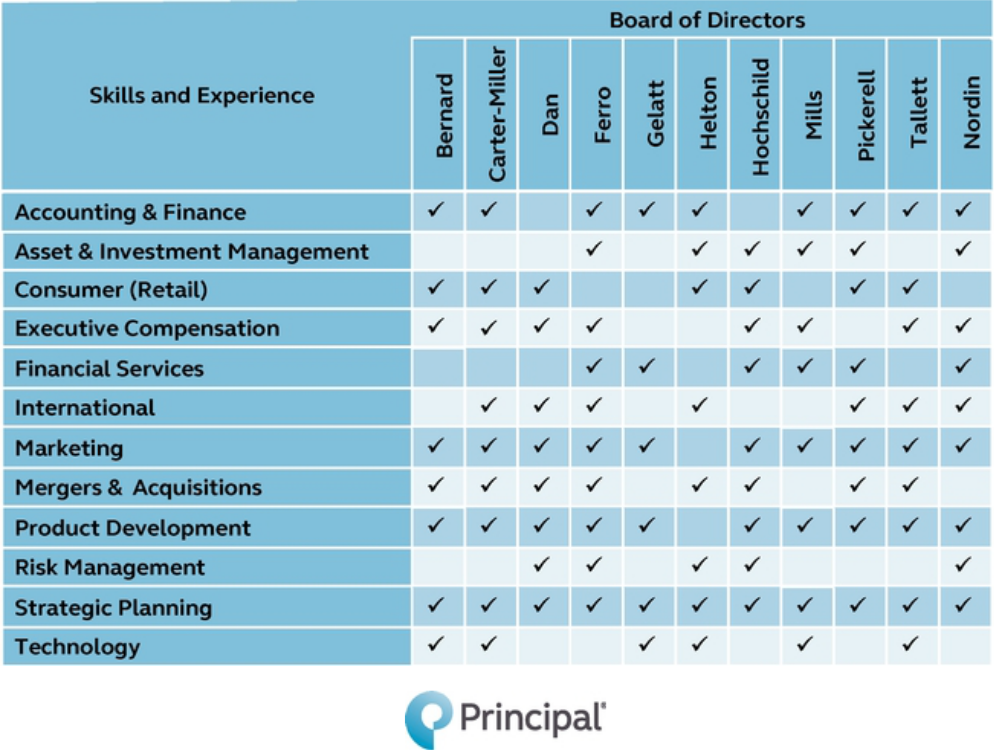 Board of Directors
Skills and Experience
Bernard
Carter-Miller
Dan
Ferro
Gelatt
Helton
Hochschild
Mills
Pickerell
Tallett
Nordin
Accounting & Finance ✓ ✓ ✓ ✓ ✓ ✓ ✓ ✓ ✓
Asset & Investment Management ✓ ✓ ✓ ✓ ✓ ✓
Consumer (Retail) ✓ ✓ ✓ ✓ ✓ ✓ ✓
Executive Compensation ✓ ✓ ✓ ✓ ✓ ✓ ✓ ✓
Financial Services ✓ ✓ ✓ ✓ ✓ ✓
International ✓ ✓ ✓ ✓ ✓ ✓ ✓
Marketing ✓ ✓ ✓ ✓ ✓ ✓ ✓ ✓ ✓ ✓
Mergers & Acquisitions ✓ ✓ ✓ ✓ ✓ ✓ ✓ ✓
Product Development ✓ ✓ ✓ ✓ ✓ ✓ ✓ ✓ ✓ ✓
Risk Management ✓ ✓ ✓ ✓ ✓
Strategic Planning ✓ ✓ ✓ ✓ ✓ ✓ ✓ ✓ ✓ ✓ ✓
Technology ✓ ✓ ✓ ✓ ✓ ✓
Principal®